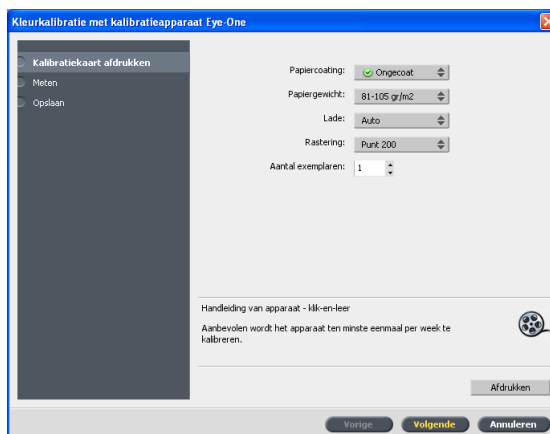 Kleurkalibratie met kalibratieapparaat Eye-One
Kalibratiekaart afdrukken
Meten
Opslaan
Papiercoating: Ongecoat
Papiergewicht: 81-105 gr/m2
Lade: Auto
Rastering: Punt 200
Aantal exemplaren: 1
Handleiding van apparaat - klik-en-leer
Aanbevolen wordt het apparaat ten minste eenmaal per week te
kalibreren.
Afdrukken
Vorige Volgende Annuleren